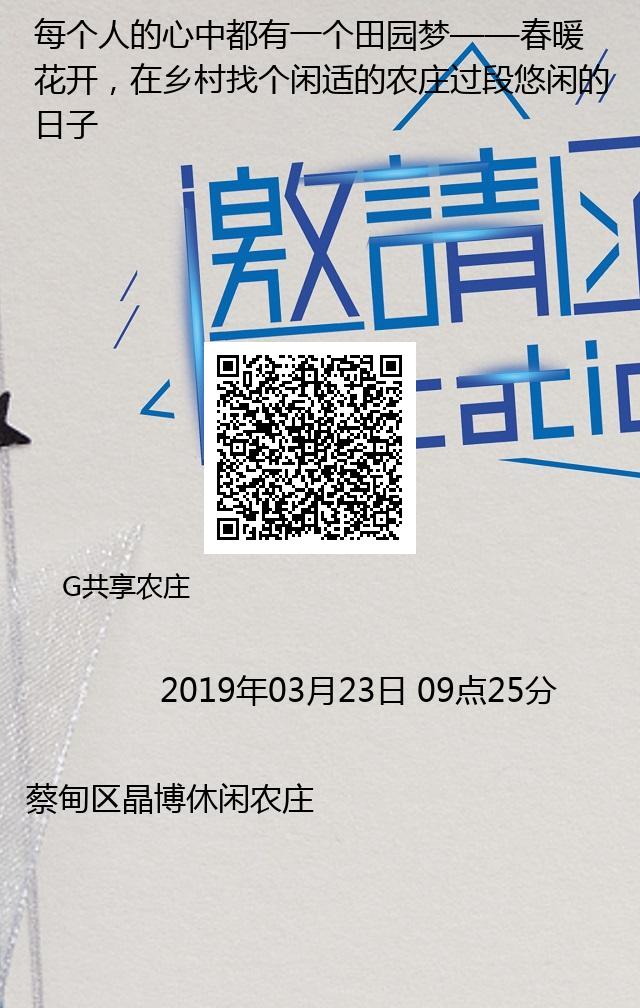 每个人的心中都有一个田园梦——春暖
花开，在乡村找个闲适的农庄过段悠闲的
日子
邀請函
G共享农庄
2019年03月23日 09点25分
蔡甸区晶博休闲农庄